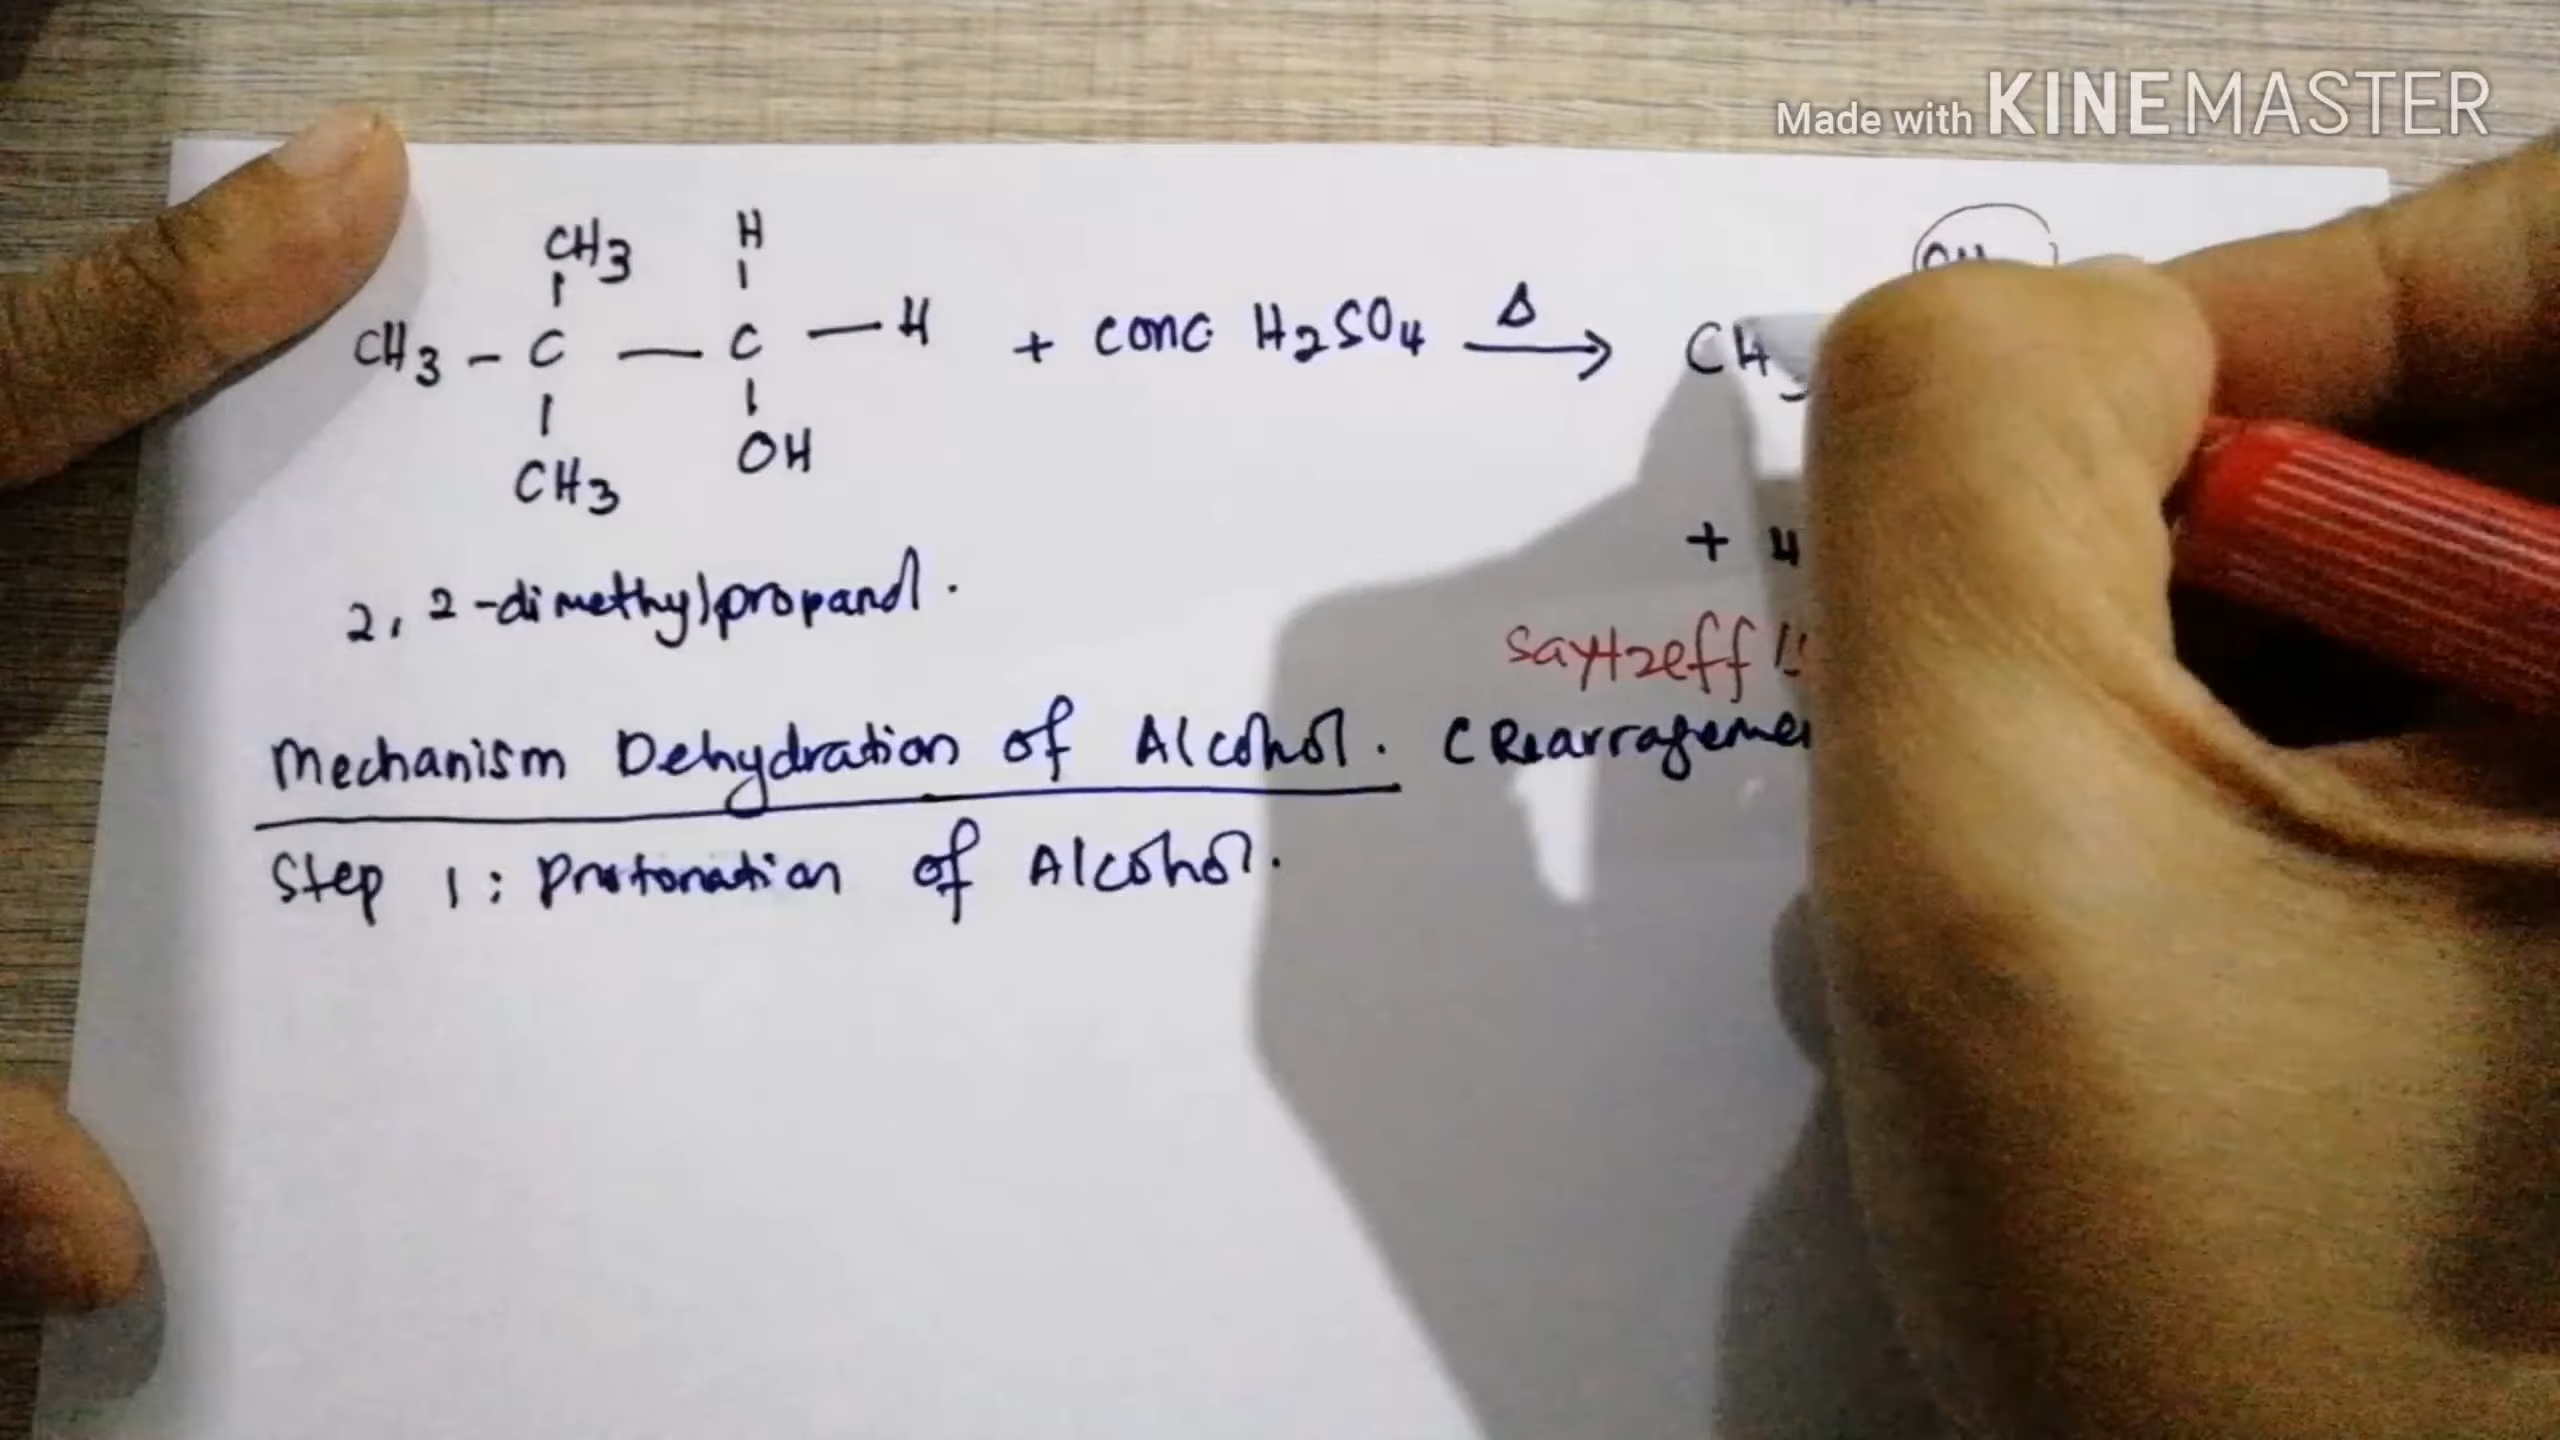 Made with KINEMASTER
CH3 H
CH3 - C — C — H + conc H2SO4 Δ → CH3
CH3 OH
+ H
2, 2-dimethylpropanol.
saytzeff !!
Mechanism Dehydration of Alcohol. (Rearragemen
Step 1: Protonation of Alcohol.